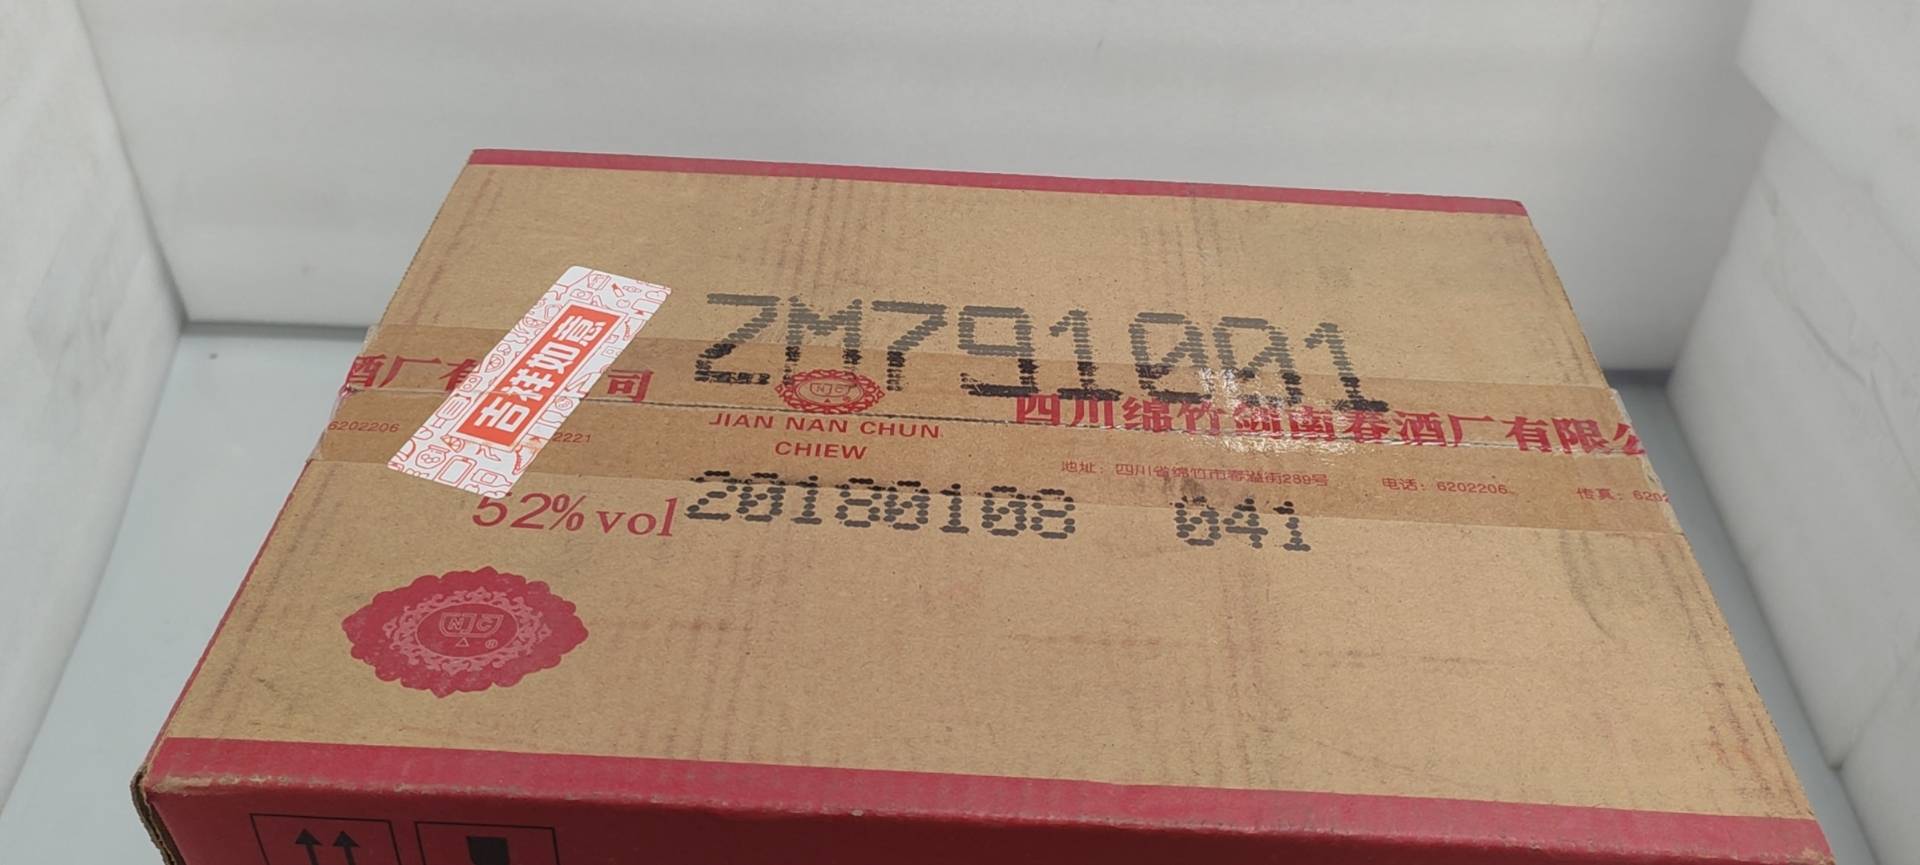 ZM791001
酒厂有
司
吉祥如意
N C
JIAN NAN CHUN
CHIEW
四川绵竹剑南春酒厂有限公
6202206
2221
地址：四川省绵竹市春溢街289号 电话：6202206 传真：620
52% vol
20180108 041
N C
®